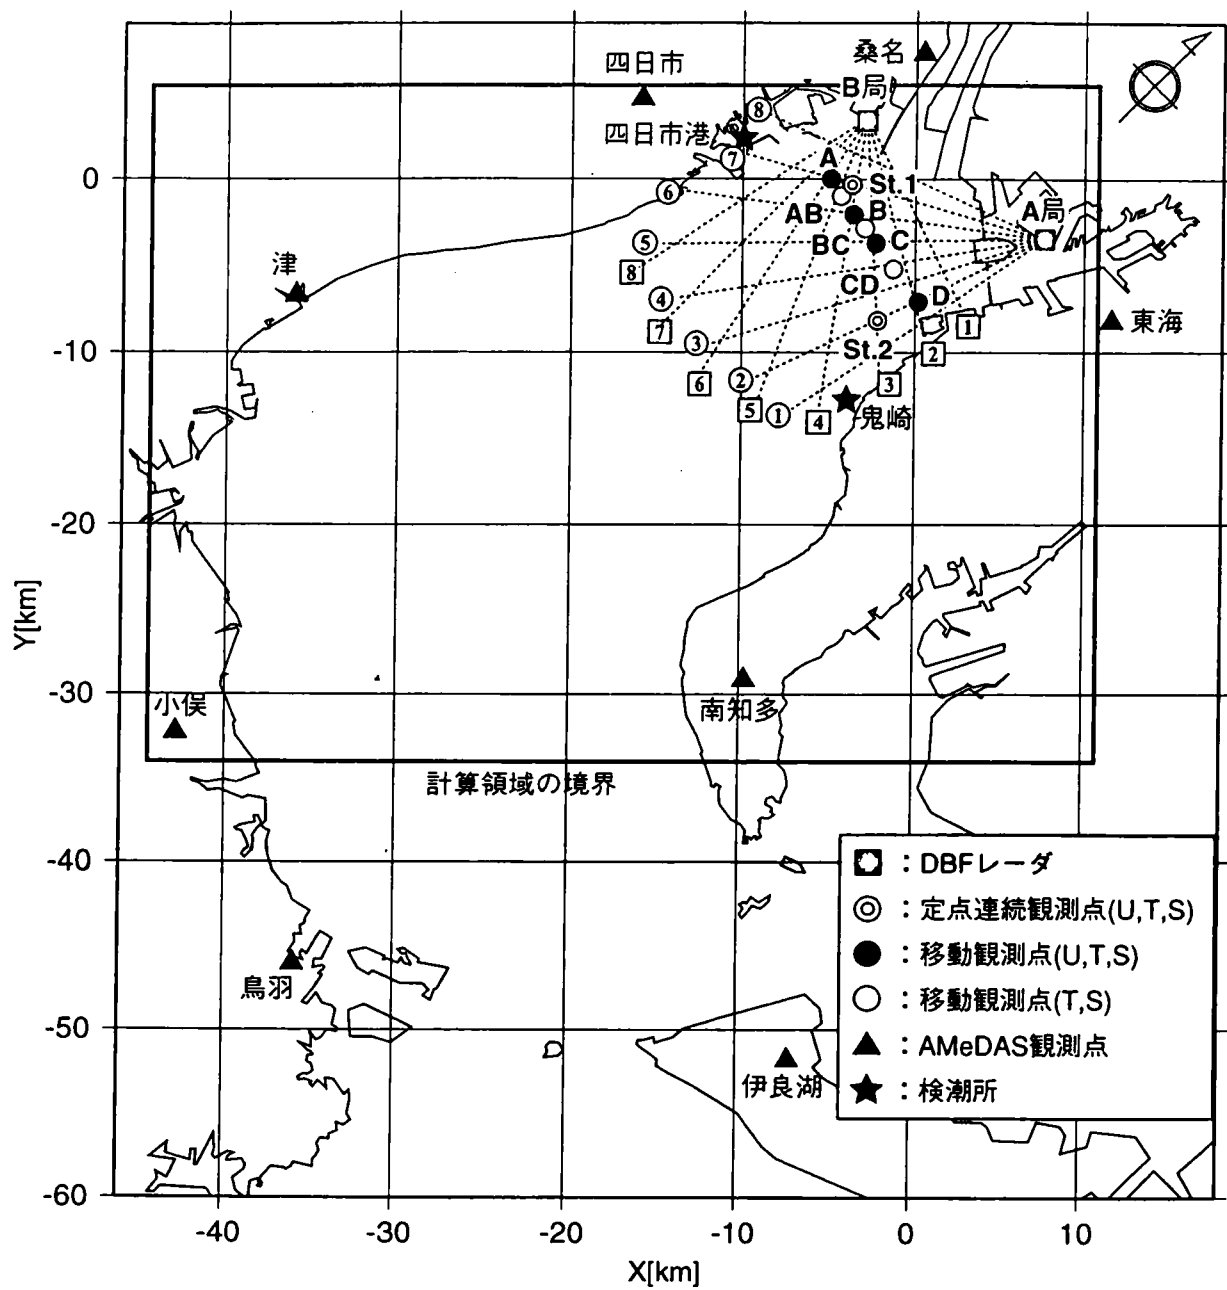 桑名
四日市
B局
⑧
四日市港
⑦
A
0
⑥
St.1
A局
AB
B
⑤
BC
C
8
津
④
CD
D
7
1
東海
③
-10
St.2
2
6
②
3
5
①
4
鬼崎
-20
Y[km]
-30
小俣
南知多
計算領域の境界
-40
：DBFレーダ
：定点連続観測点(U,T,S)
：移動観測点(U,T,S)
鳥羽
：移動観測点(T,S)
-50
：AMeDAS観測点
伊良湖
：検潮所
-60
-40
-30
-20
-10
0
10
X[km]